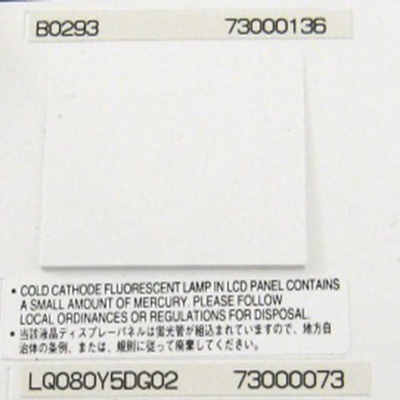 B0293 73000136
• COLD CATHODE FLUORESCENT LAMP IN LCD PANEL CONTAINS
A SMALL AMOUNT OF MERCURY. PLEASE FOLLOW
LOCAL ORDINANCES OR REGULATIONS FOR DISPOSAL.
• 当該液晶ディスプレーパネルは蛍光管が組込まれていますので、地方自
治体の条例、または、規則に従って廃棄してください。
LQ080Y5DG02 73000073